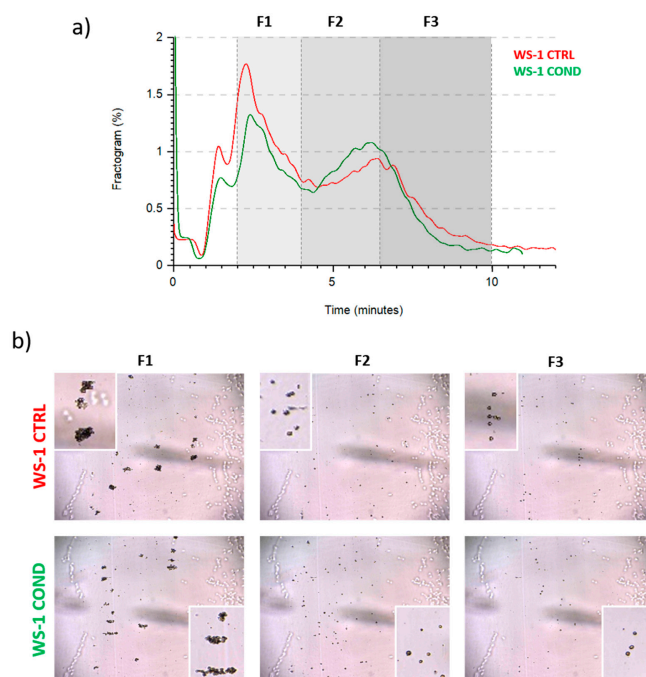 a)
F1 F2 F3
2
WS-1 CTRL
WS-1 COND
1.5
1
0.5
0
Fractogram (%)
0 5 10
Time (minutes)
b)
F1 F2 F3
WS-1 CTRL
WS-1 COND